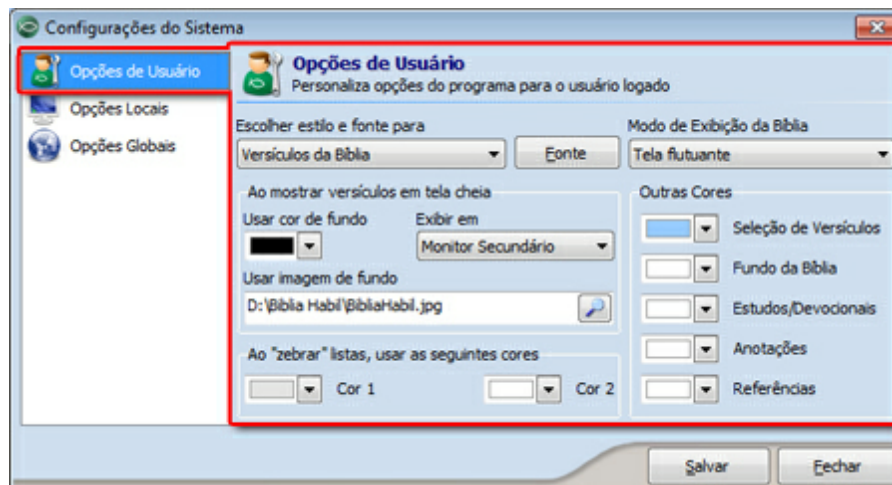 Configurações do Sistema
Opções de Usuário
Opções Locais
Opções Globais
Opções de Usuário
Personaliza opções do programa para o usuário logado
Escolher estilo e fonte para
Versículos da Bíblia
Fonte
Modo de Exibição da Bíblia
Tela flutuante
Ao mostrar versículos em tela cheia
Usar cor de fundo
Exibir em
Monitor Secundário
Usar imagem de fundo
D:\Biblia Habil\BibliaHabil.jpg
Ao "zebrar" listas, usar as seguintes cores
Cor 1
Cor 2
Outras Cores
Seleção de Versículos
Fundo da Bíblia
Estudos/Devocionais
Anotações
Referências
Salvar
Fechar